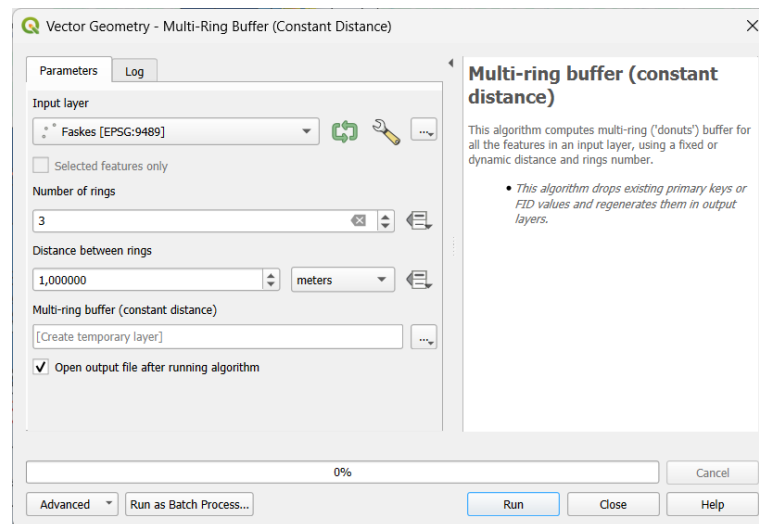 Vector Geometry - Multi-Ring Buffer (Constant Distance)
Parameters
Log
Input layer
Faskes [EPSG:9489]
...
Selected features only
Number of rings
3
Distance between rings
1,000000
meters
Multi-ring buffer (constant distance)
[Create temporary layer]
...
Open output file after running algorithm
Multi-ring buffer (constant
distance)
This algorithm computes multi-ring ('donuts') buffer for
all the features in an input layer, using a fixed or
dynamic distance and rings number.
• This algorithm drops existing primary keys or
FID values and regenerates them in output
layers.
0%
Cancel
Advanced
Run as Batch Process...
Run
Close
Help